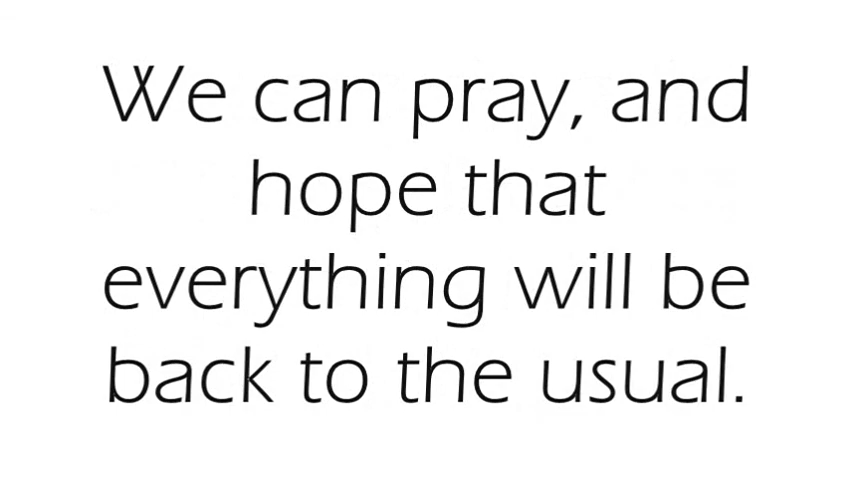 We can pray, and
hope that
everything will be
back to the usual.